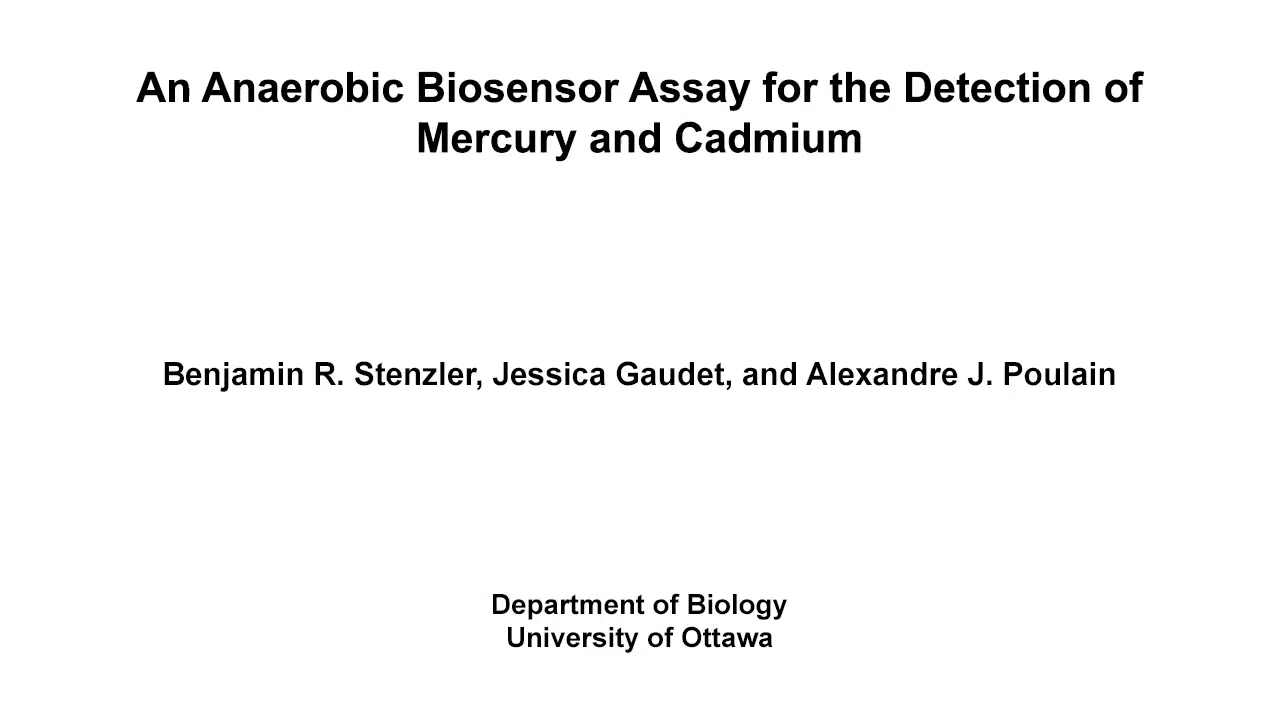 An Anaerobic Biosensor Assay for the Detection of
Mercury and Cadmium
Benjamin R. Stenzler, Jessica Gaudet, and Alexandre J. Poulain
Department of Biology
University of Ottawa